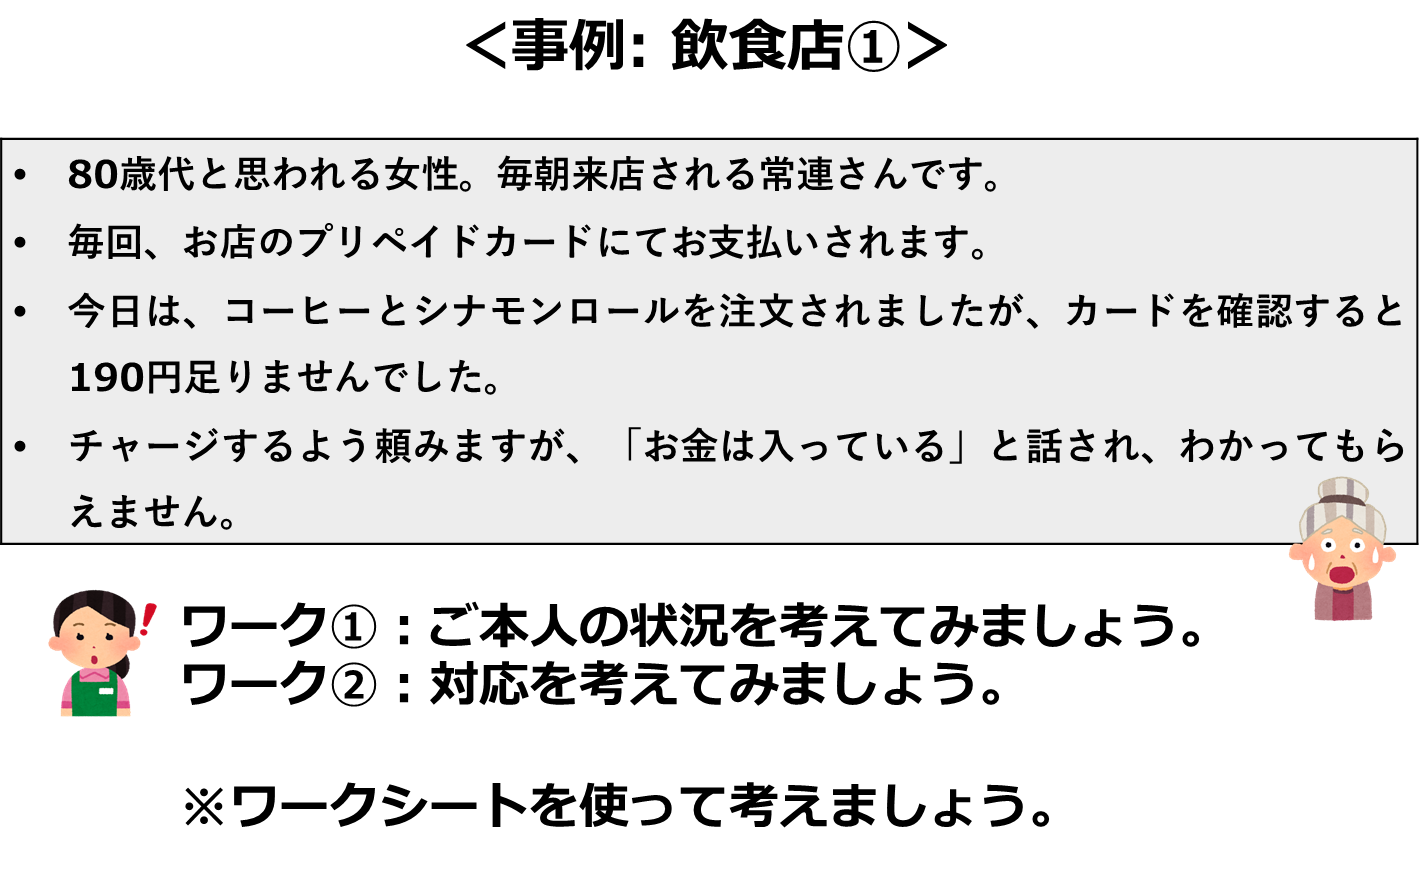 ＜事例: 飲食店①＞
• 80歳代と思われる女性。毎朝来店される常連さんです。
• 毎回、お店のプリペイドカードにてお支払いされます。
• 今日は、コーヒーとシナモンロールを注文されましたが、カードを確認すると
190円足りませんでした。
• チャージするよう頼みますが、「お金は入っている」と話され、わかってもら
えません。
ワーク①：ご本人の状況を考えてみましょう。
ワーク②：対応を考えてみましょう。
※ワークシートを使って考えましょう。